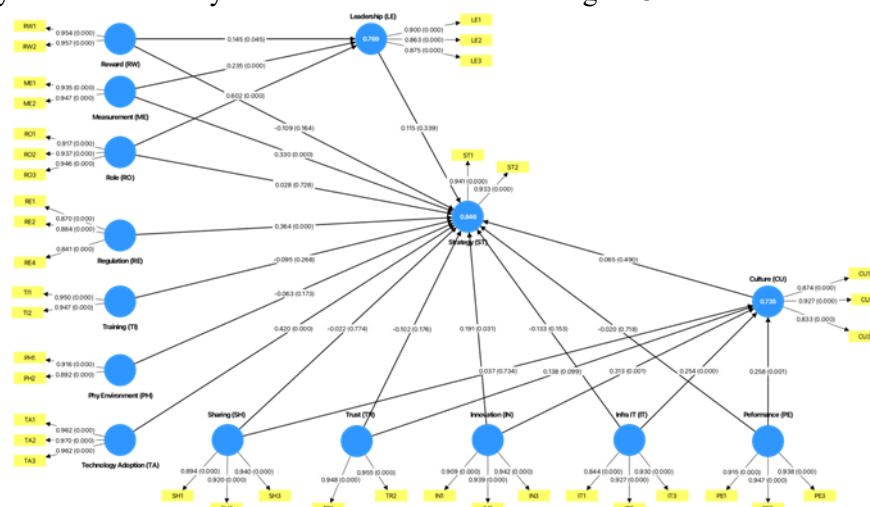 Leadership (LE)
RW1
0.954 (0.000)
RW2
0.957 (0.000)
Reward (RW)
0.145 (0.045)
0.769
LE1
0.900 (0.000)
LE2
0.863 (0.000)
LE3
0.875 (0.000)
0.235 (0.000)
ME1
0.935 (0.000)
ME2
0.947 (0.000)
Measurement (ME)
0.602 (0.000)
-0.109 (0.164)
0.115 (0.339)
RO1
0.917 (0.000)
RO2
0.937 (0.000)
RO3
0.946 (0.000)
Role (RO)
0.330 (0.000)
0.028 (0.728)
ST1
ST2
0.941 (0.000)
0.933 (0.000)
RE1
0.870 (0.000)
RE2
0.884 (0.000)
RE4
0.841 (0.000)
Regulation (RE)
0.364 (0.000)
Strategy (ST)
-0.095 (0.268)
0.065 (0.490)
Culture (CU)
0.735
CU1
0.874 (0.000)
0.927 (0.000)
0.833 (0.000)
TI1
0.950 (0.000)
TI2
0.947 (0.000)
Training (TI)
-0.063 (0.173)
0.420 (0.000)
-0.022 (0.774)
-0.102 (0.176)
0.191 (0.031)
-0.133 (0.153)
-0.020 (0.718)
PH1
0.916 (0.000)
PH2
0.892 (0.000)
Phy Environment (PH)
0.037 (0.734)
0.138 (0.099)
0.313 (0.001)
0.254 (0.000)
0.258 (0.001)
TA1
0.962 (0.000)
TA2
0.970 (0.000)
TA3
0.962 (0.000)
Technology Adoption (TA)
Sharing (SH)
Trust (TR)
Innovation (IN)
Infra IT (IT)
Peformance (PE)
0.894 (0.000)
0.920 (0.000)
0.940 (0.000)
SH1
SH3
0.948 (0.000)
0.955 (0.000)
TR2
0.909 (0.000)
0.939 (0.000)
0.942 (0.000)
IN1
IN3
0.844 (0.000)
0.927 (0.000)
0.930 (0.000)
IT1
IT3
0.915 (0.000)
0.947 (0.000)
0.938 (0.000)
PE1
PE3